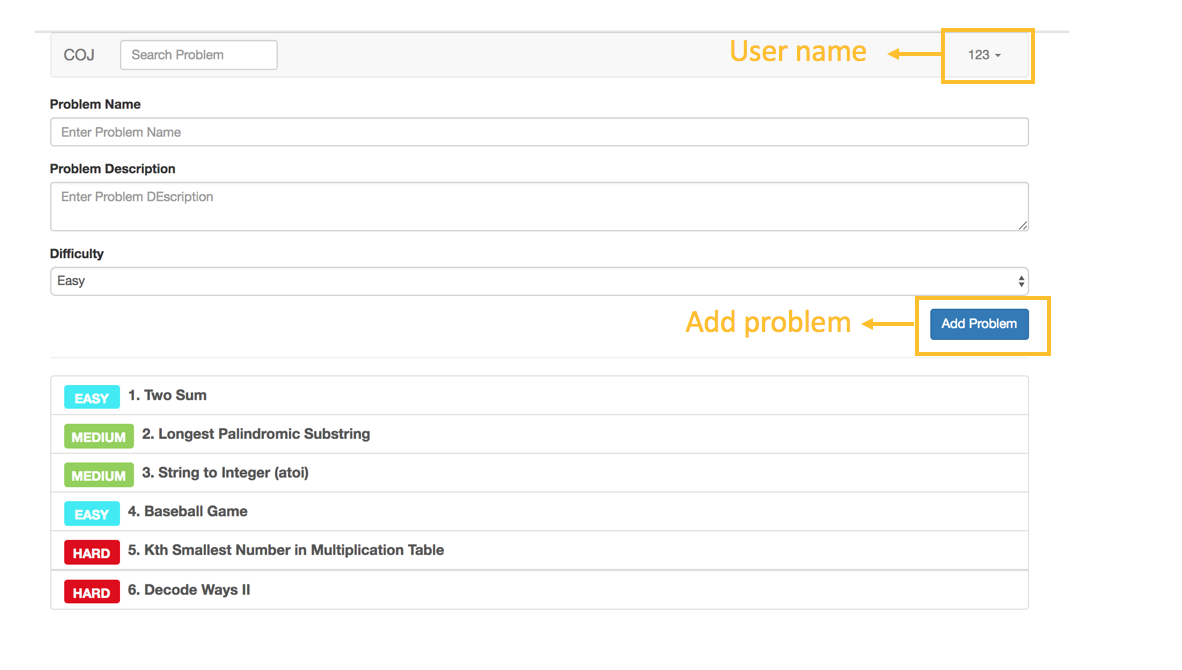 COJ
Search Problem
User name
123
Problem Name
Enter Problem Name
Problem Description
Enter Problem DEscription
Difficulty
Easy
Add problem
Add Problem
EASY 1. Two Sum
MEDIUM 2. Longest Palindromic Substring
MEDIUM 3. String to Integer (atoi)
EASY 4. Baseball Game
HARD 5. Kth Smallest Number in Multiplication Table
HARD 6. Decode Ways II